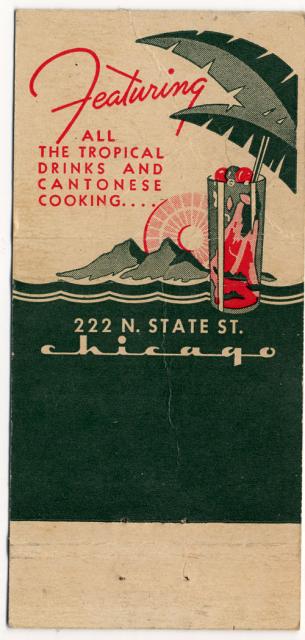 Featuring
ALL
THE TROPICAL
DRINKS AND
CANTONESE
COOKING.....
222 N. STATE ST.
chicago